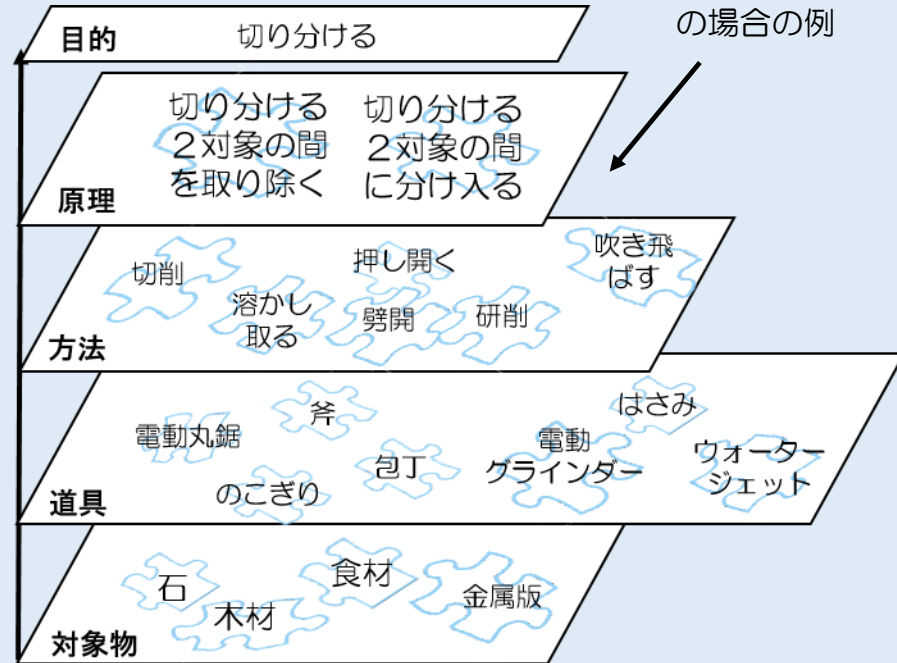 の場合の例
目的
切り分ける
切り分ける
2対象の間
を取り除く
切り分ける
2対象の間
に分け入る
原理
切削
溶かし
取る
押し開く
劈開
研削
吹き飛
ばす
方法
電動丸鋸
斧
のこぎり
包丁
電動
グラインダー
はさみ
ウォーター
ジェット
道具
石
木材
食材
金属版
対象物